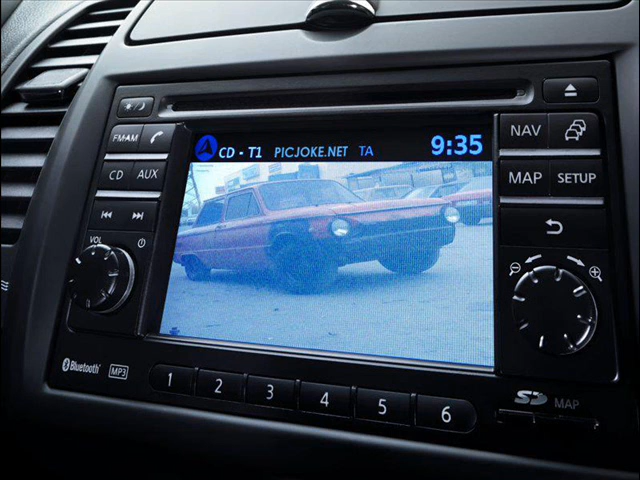 CD - T1 PICJOKE.NET TA 9:35
FM·AM
CD AUX
VOL
NAV
MAP SETUP
Bluetooth MP3
1 2 3 4 5 6
SD MAP